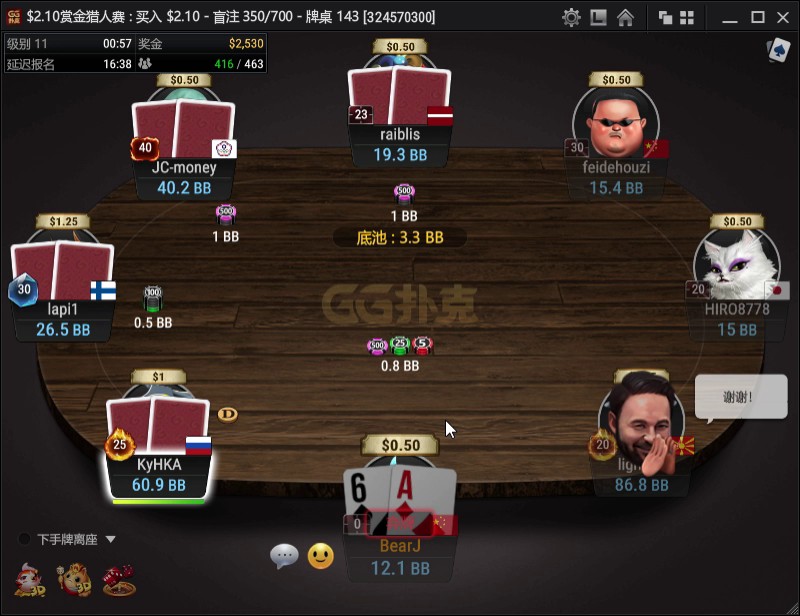 $2.10赏金猎人赛 : 买入 $2.10 - 盲注 350/700 - 牌桌 143 [324570300]
级别 11 00:57 奖金 $2,530
延迟报名 16:38 416 / 463
$0.50
23
raiblis
19.3 BB
$0.50
40
JC-money
40.2 BB
$0.50
30
feidehouzi
15.4 BB
500
1 BB
500
1 BB
底池 : 3.3 BB
$1.25
30
lapi1
26.5 BB
$0.50
20
HIRO8778
15 BB
100
0.5 BB
GG扑克
500 25 5
0.8 BB
$1
25
KyHKA
60.9 BB
D
谢谢!
20
86.8 BB
$0.50
6 A
0
BearJ
12.1 BB
下手牌离座
3D
3D